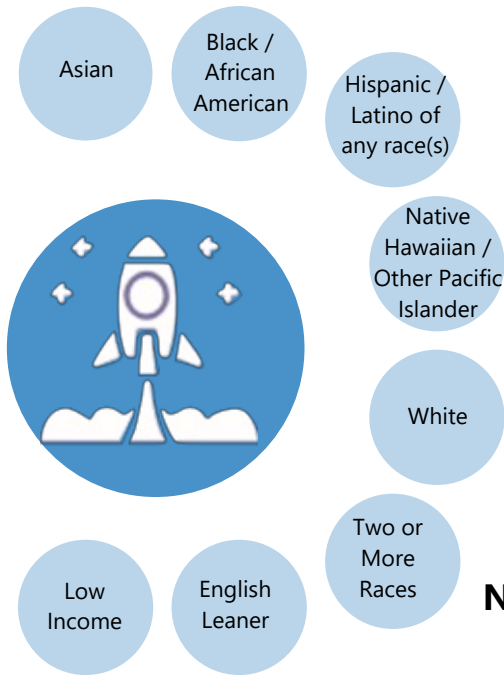 Asian
Black /
African
American
Hispanic /
Latino of
any race(s)
Native
Hawaiian /
Other Pacific
Islander
White
Two or
More
Races
N
English
Leaner
Low
Income